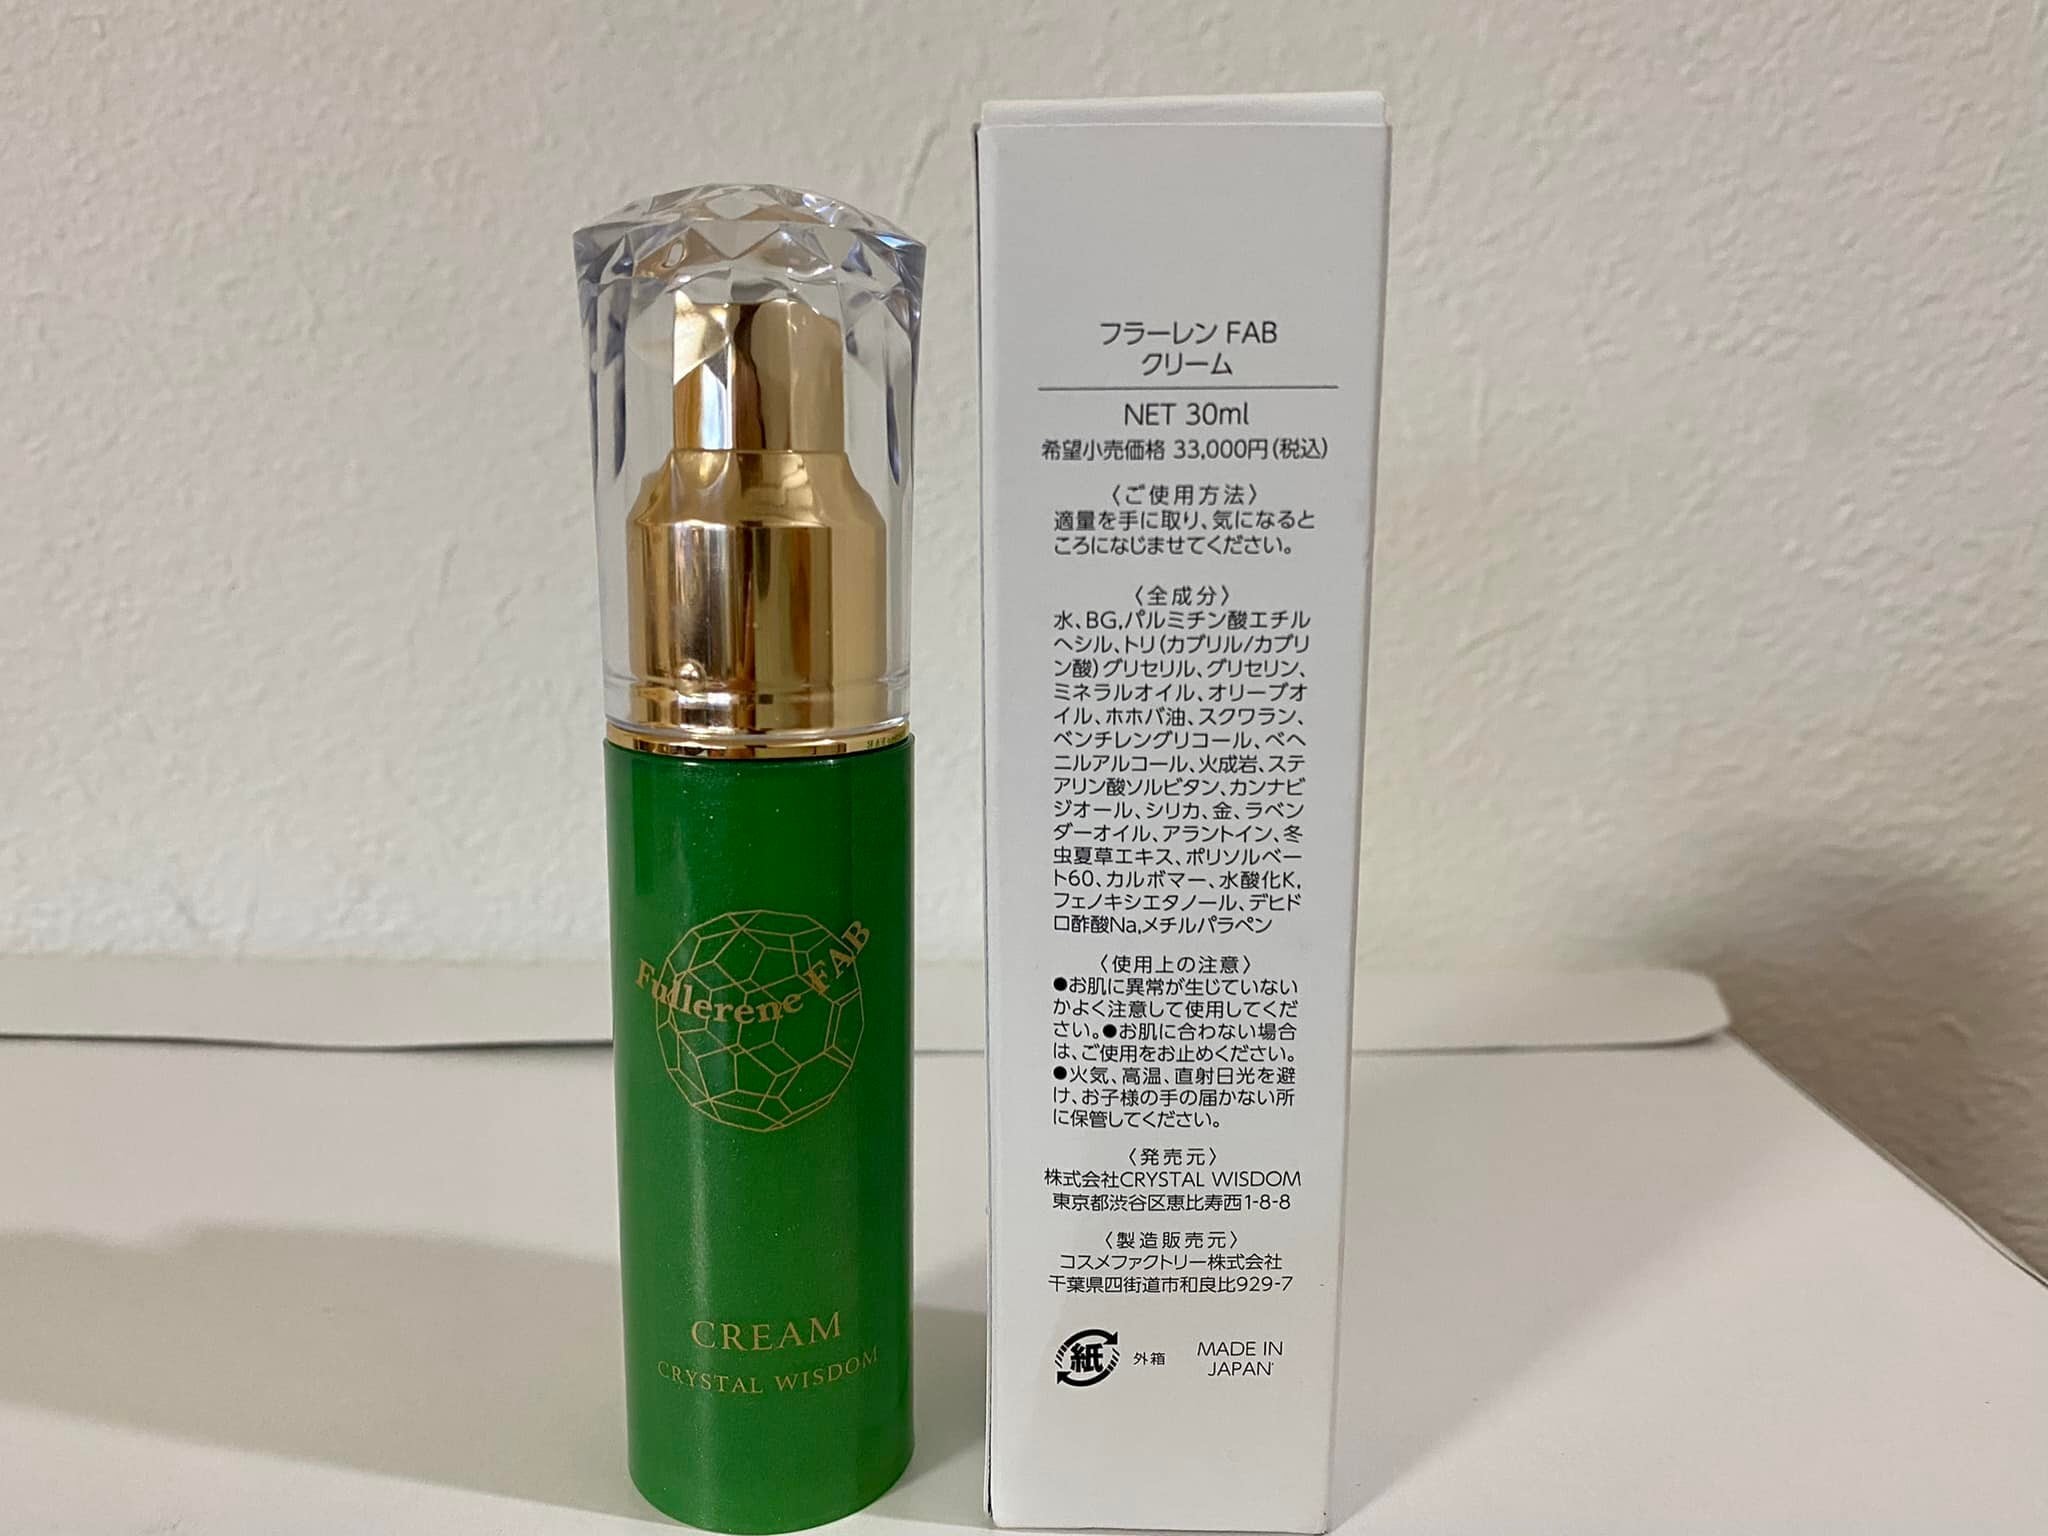 Fullerene FAB
CREAM
CRYSTAL WISDOM
フラーレン FAB
クリーム
NET 30ml
希望小売価格 33,000円(税込)
〈ご使用方法〉
適量を手に取り、気になると
ころになじませてください。
〈全成分〉
水、BG,パルミチン酸エチル
ヘシル、トリ(カプリル/カプリ
ン酸)グリセリル、グリセリン、
ミネラルオイル、オリーブオ
イル、ホホバ油、スクワラン、
ペンチレングリコール、ベヘ
ニルアルコール、火成岩、ステ
アリン酸ソルビタン、カンナビ
ジオール、シリカ、金、ラベン
ダーオイル、アラントイン、冬
虫夏草エキス、ポリソルベー
ト60、カルボマー、水酸化K,
フェノキシエタノール、デヒド
ロ酢酸Na,メチルパラベン
〈使用上の注意〉
●お肌に異常が生じていない
かよく注意して使用してくだ
さい。●お肌に合わない場合
は、ご使用をお止めください。
●火気、高温、直射日光を避
け、お子様の手の届かない所
に保管してください。
〈発売元〉
株式会社CRYSTAL WISDOM
東京都渋谷区恵比寿西1-8-8
〈製造販売元〉
コスメファクトリー株式会社
千葉県四街道市和良比929-7
紙 外箱 MADE IN
JAPAN